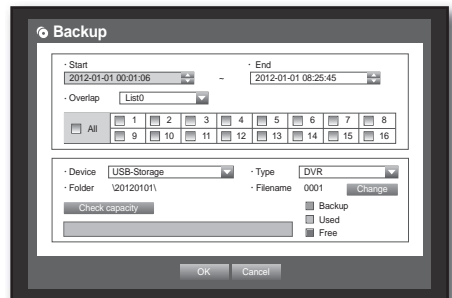 Backup
· Start · End
2012-01-01 00:01:06 ~ 2012-01-01 08:25:45
· Overlap List0
All
1 2 3 4 5 6 7 8
9 10 11 12 13 14 15 16
· Device USB-Storage · Type DVR
· Folder \20120101\ · Filename 0001 Change
Check capacity
Backup
Used
Free
OK Cancel